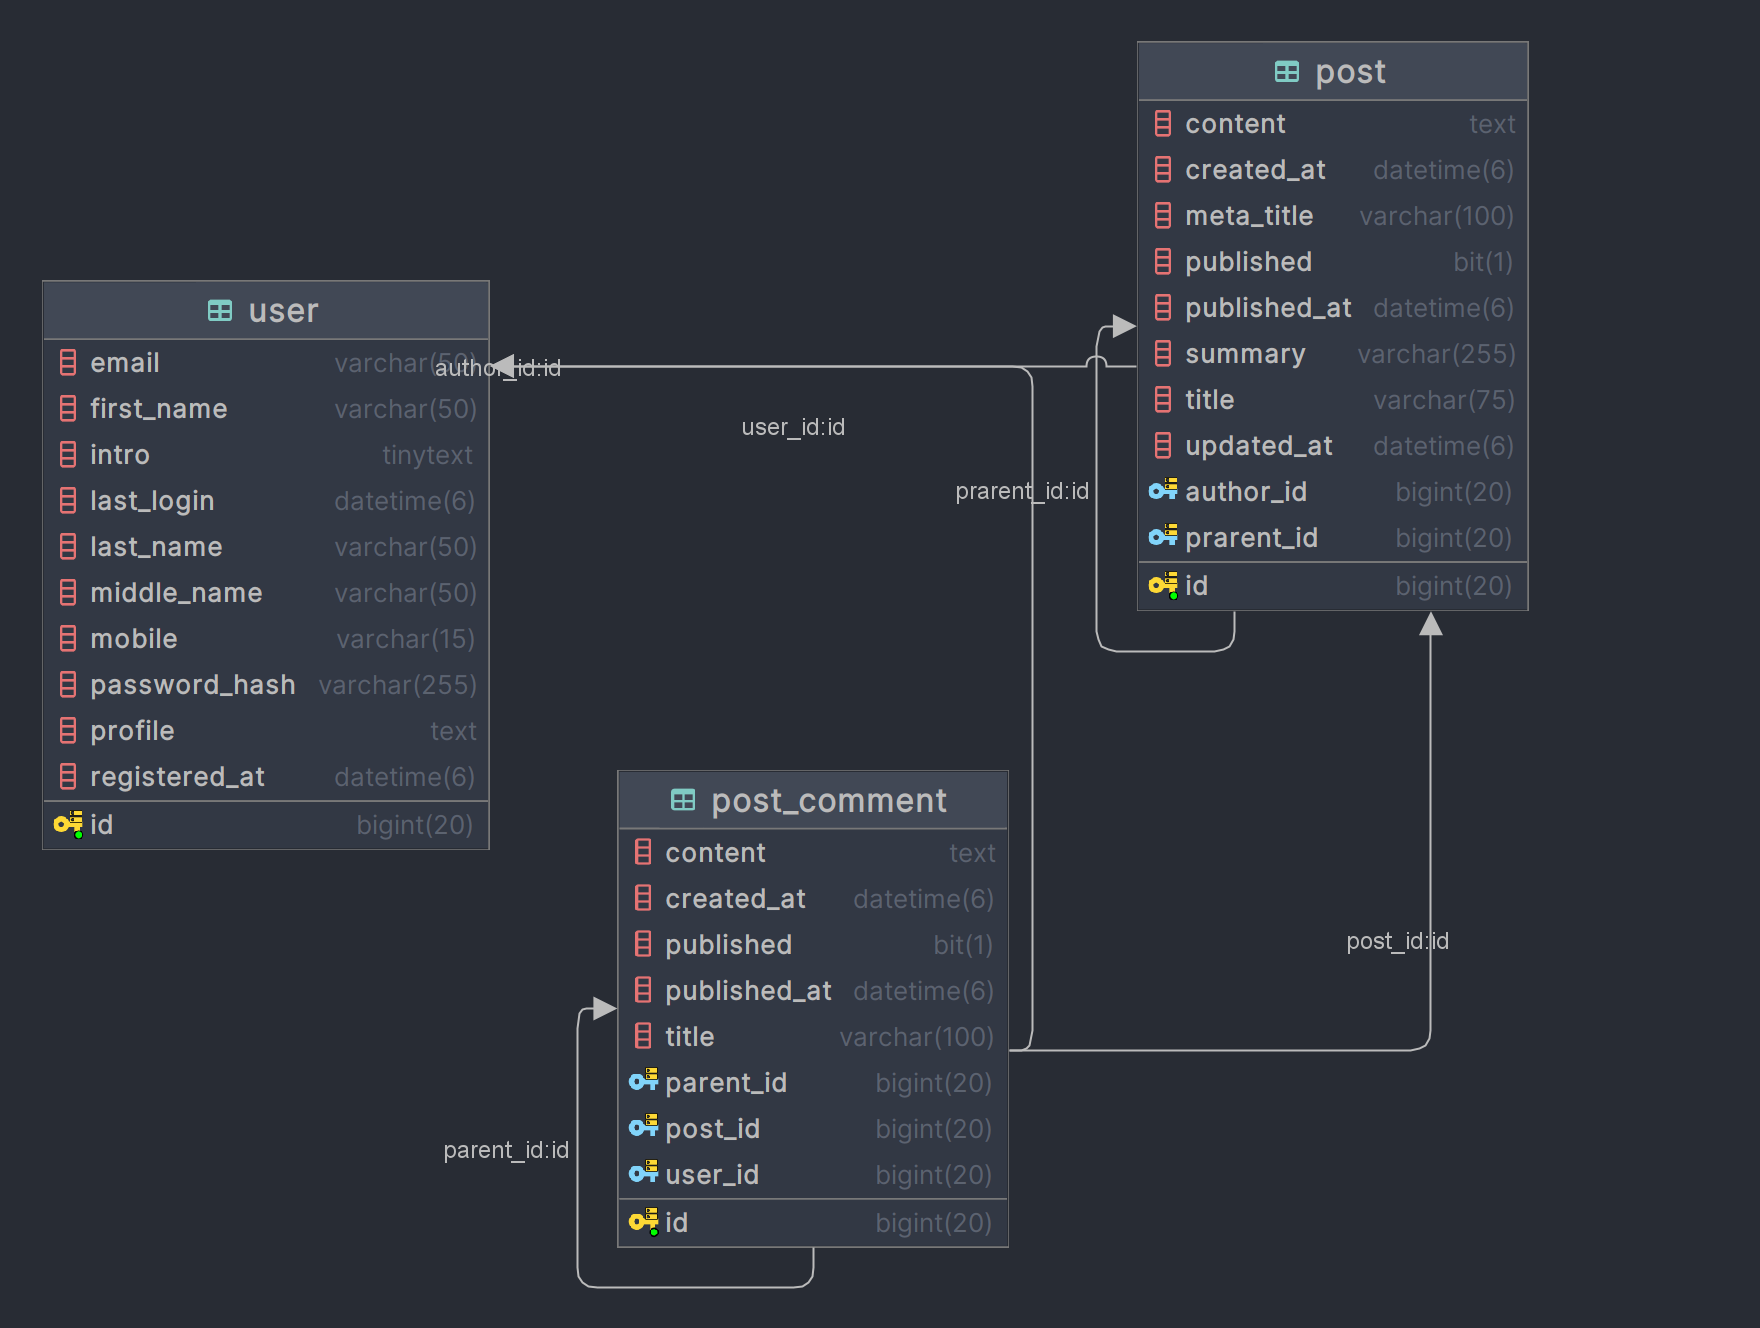 post
content text
created_at datetime(6)
meta_title varchar(100)
published bit(1)
published_at datetime(6)
summary varchar(255)
title varchar(75)
updated_at datetime(6)
author_id bigint(20)
prarent_id bigint(20)
id bigint(20)
user
email varchar(50)
first_name varchar(50)
intro tinytext
last_login datetime(6)
last_name varchar(50)
middle_name varchar(50)
mobile varchar(15)
password_hash varchar(255)
profile text
registered_at datetime(6)
id bigint(20)
author_id:id
user_id:id
prarent_id:id
post_comment
content text
created_at datetime(6)
published bit(1)
published_at datetime(6)
title varchar(100)
parent_id bigint(20)
post_id bigint(20)
user_id bigint(20)
id bigint(20)
post_id:id
parent_id:id